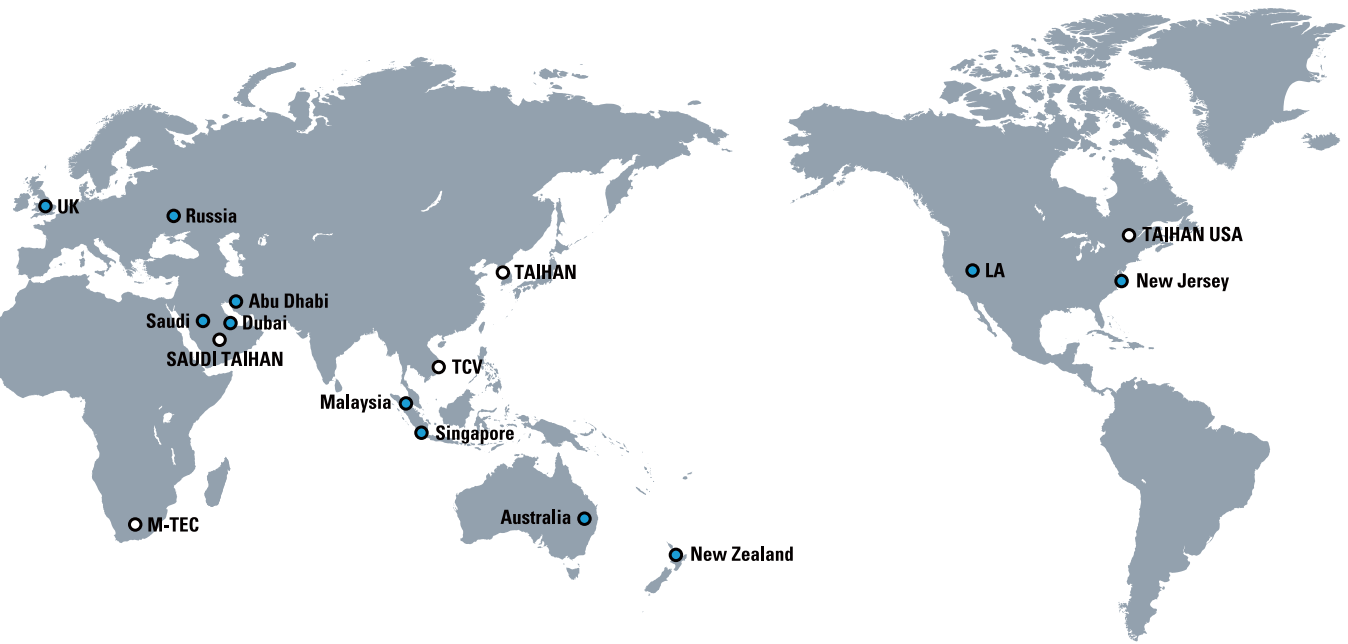 UK
Russia
TAIHAN USA
TAIHAN
LA
New Jersey
Abu Dhabi
Saudi
Dubai
SAUDI TAIHAN
TCV
Malaysia
Singapore
Australia
M-TEC
New Zealand